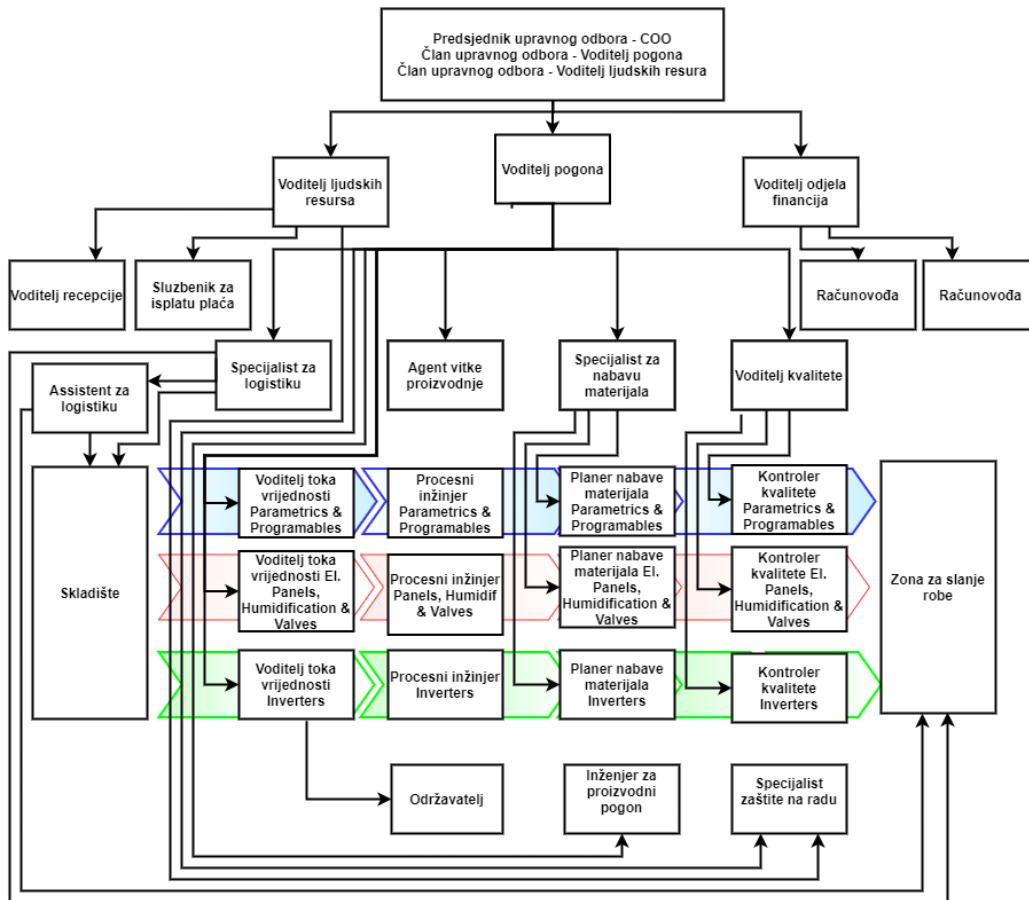 Predsjednik upravnog odbora - COO
Član upravnog odbora - Voditelj pogona
Član upravnog odbora - Voditelj ljudskih resura
Voditelj ljudskih
resursa
Voditelj pogona
Voditelj odjela
financija
Voditelj recepcije
Sluzbenik za
isplatu plaća
Računovođa
Računovođa
Assistent za
logistiku
Specijalist za
logistiku
Agent vitke
proizvodnje
Specijalist za
nabavu
materijala
Voditelj kvalitete
Skladište
Voditelj toka
vrijednosti
Parametrics &
Programables
Procesni
inžinjer
Parametrics &
Programables
Planer nabave
materijala
Parametrics &
Programables
Kontroler
kvalitete
Parametrics &
Programables
Zona za slanje
robe
Voditelj toka
vrijednosti El.
Panels,
Humidification &
Valves
Procesni inžinjer
Panels, Humidif
& Valves
Planer nabave
materijala El.
Panels,
Humidification
& Valves
Kontroler
kvalitete El.
Panels,
Humidification &
Valves
Voditelj toka
vrijednosti
Inverters
Procesni inžinjer
Inverters
Planer nabave
materijala
Inverters
Kontroler
kvalitete
Inverters
Održavatelj
Inženjer za
proizvodni
pogon
Specijalist
zaštite na radu